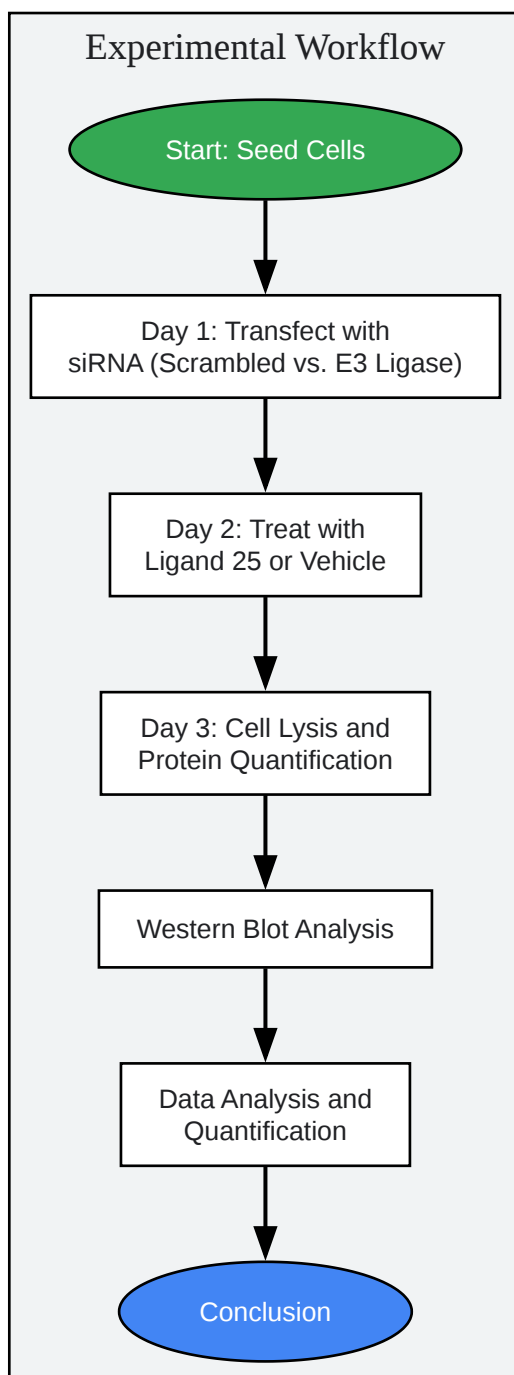 Experimental Workflow
Start: Seed Cells
Day 1: Transfect with
siRNA (Scrambled vs. E3 Ligase)
Day 2: Treat with
Ligand 25 or Vehicle
Day 3: Cell Lysis and
Protein Quantification
Western Blot Analysis
Data Analysis and
Quantification
Conclusion